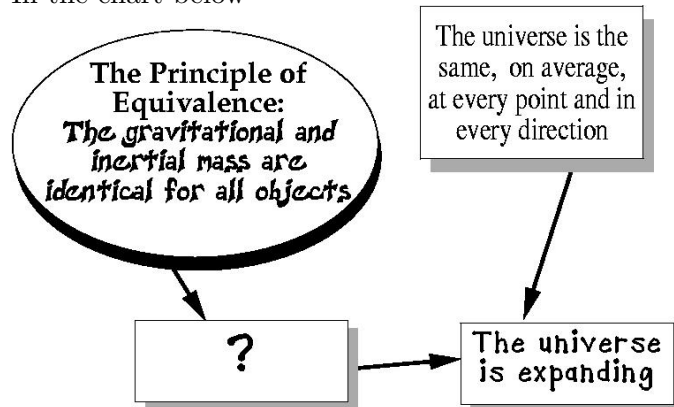 In the chart below
The Principle of
Equivalence:
The gravitational and
inertial mass are
identical for all objects
The universe is the
same, on average,
at every point and in
every direction
?
The universe
is expanding